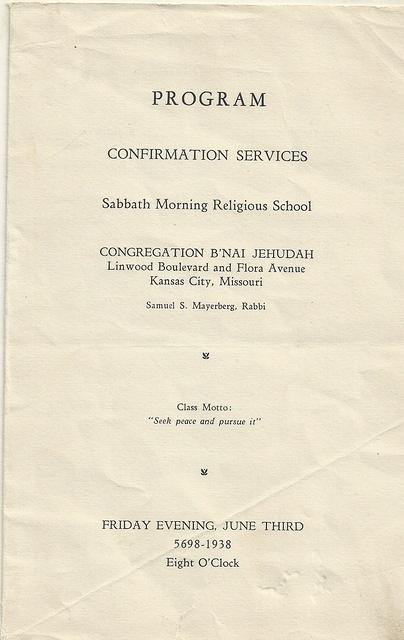 PROGRAM
CONFIRMATION SERVICES
Sabbath Morning Religious School
CONGREGATION B'NAI JEHUDAH
Linwood Boulevard and Flora Avenue
Kansas City, Missouri
Samuel S. Mayerberg, Rabbi
Class Motto:
"Seek peace and pursue it"
FRIDAY EVENING, JUNE THIRD
5698-1938
Eight O'Clock